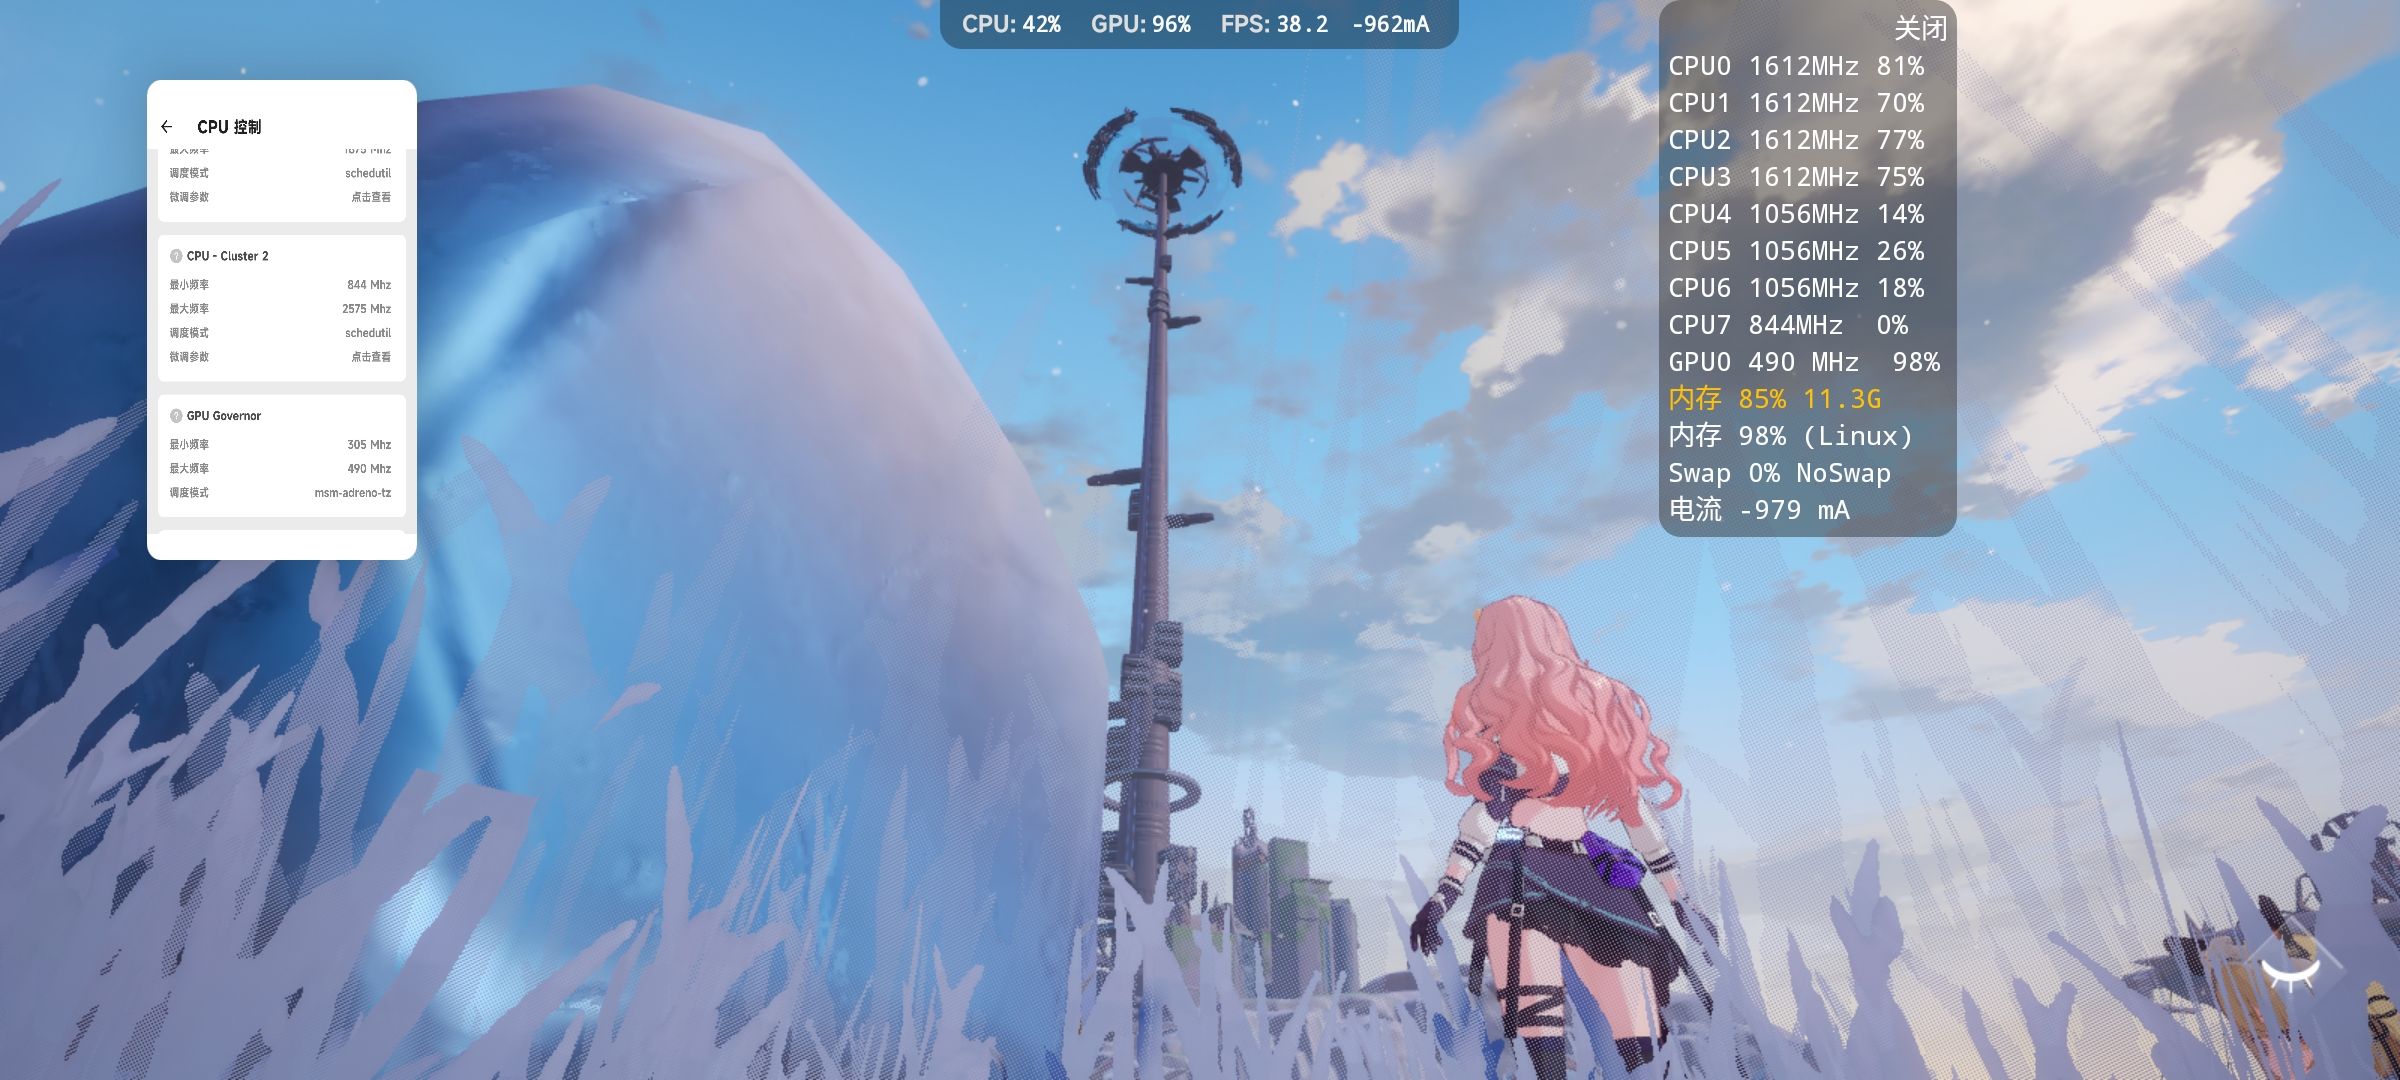 CPU: 42% GPU: 96% FPS: 38.2 -962mA
CPU 控制
最大频率 1875 Mhz
调度模式 schedutil
微调参数 点击查看
? CPU - Cluster 2
最小频率 844 Mhz
最大频率 2575 Mhz
调度模式 schedutil
微调参数 点击查看
? GPU Governor
最小频率 305 Mhz
最大频率 490 Mhz
调度模式 msm-adreno-tz
关闭
CPU0 1612MHz 81%
CPU1 1612MHz 70%
CPU2 1612MHz 77%
CPU3 1612MHz 75%
CPU4 1056MHz 14%
CPU5 1056MHz 26%
CPU6 1056MHz 18%
CPU7 844MHz 0%
GPU0 490 MHz 98%
内存 85% 11.3G
内存 98% (Linux)
Swap 0% NoSwap
电流 -979 mA